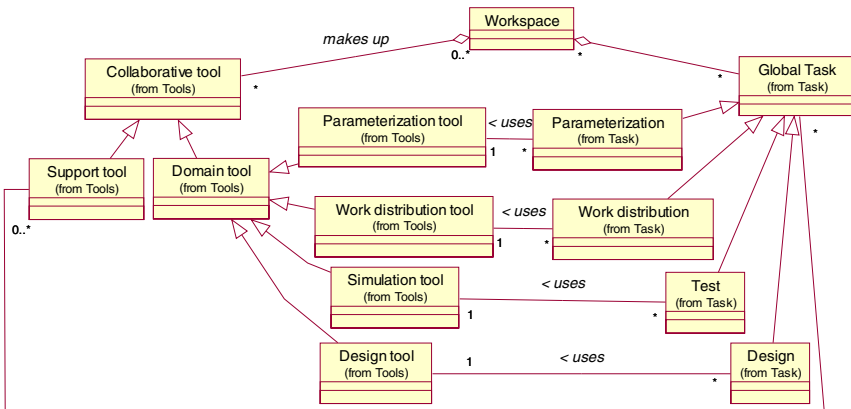 Workspace
makes up
0..*
*
Collaborative tool
(from Tools)
*
*
Global Task
(from Task)
Parameterization tool
(from Tools)
< uses
1
*
Parameterization
(from Task)
*
Support tool
(from Tools)
0..*
Domain tool
(from Tools)
Work distribution tool
(from Tools)
< uses
1
*
Work distribution
(from Task)
Simulation tool
(from Tools)
< uses
1
*
Test
(from Task)
Design tool
(from Tools)
1
< uses
*
Design
(from Task)